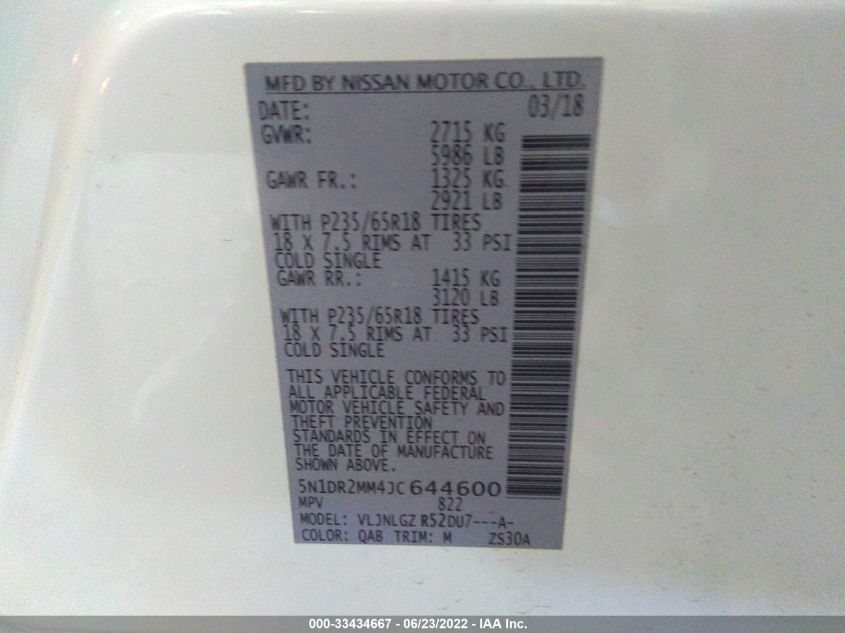 MFD BY NISSAN MOTOR CO., LTD.
DATE: 03/18
GVWR: 2715 KG
5986 LB
GAWR FR.: 1325 KG
2921 LB
WITH P235/65R18 TIRES
18 X 7.5 RIMS AT 33 PSI
COLD SINGLE
GAWR RR.: 1415 KG
3120 LB
WITH P235/65R18 TIRES
18 X 7.5 RIMS AT 33 PSI
COLD SINGLE
THIS VEHICLE CONFORMS TO
ALL APPLICABLE FEDERAL
MOTOR VEHICLE SAFETY AND
THEFT PREVENTION
STANDARDS IN EFFECT ON
THE DATE OF MANUFACTURE
SHOWN ABOVE.
5N1DR2MM4JC644600
MPV 822
MODEL: VLJNLGZ R52DU7---A-
COLOR: QAB TRIM: M ZS30A
000-33434667 - 06/23/2022 - IAA Inc.